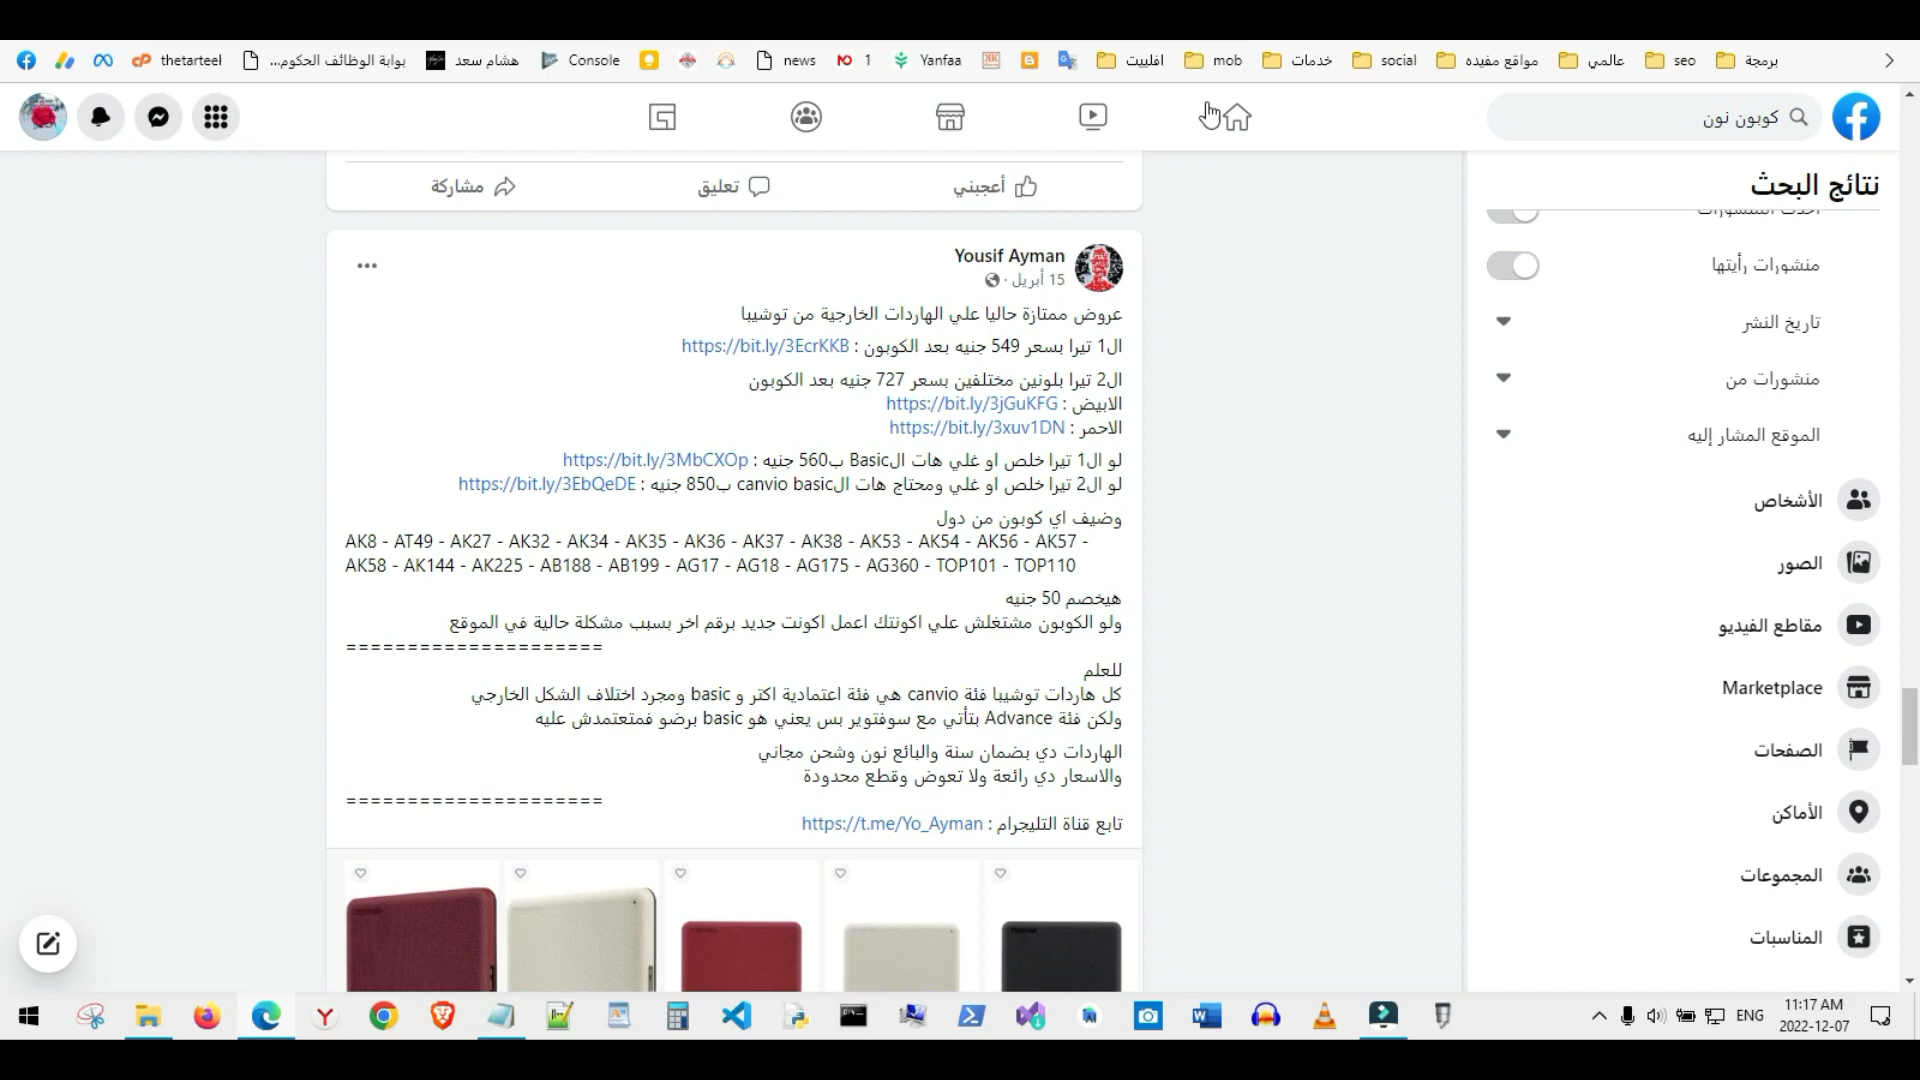 thetarteel
بوابة الوظائف الحكوم...
هشام سعد
Console
news
1
Yanfaa
افلييت
mob
خدمات
social
مواقع مفيده
عالمي
seo
برمجة
كوبون نون
نتائج البحث
أحدث المنشورات
منشورات رأيتها
تاريخ النشر
منشورات من
الموقع المشار إليه
الأشخاص
الصور
مقاطع الفيديو
Marketplace
الصفحات
الأماكن
المجموعات
المناسبات
أعجبني
تعليق
مشاركة
Yousif Ayman
15 أبريل ·
عروض ممتازة حاليا علي الهاردات الخارجية من توشيبا
ال1 تيرا بسعر 549 جنيه بعد الكوبون : https://bit.ly/3EcrKKB
ال2 تيرا بلونين مختلفين بسعر 727 جنيه بعد الكوبون
الابيض : https://bit.ly/3jGuKFG
الاحمر : https://bit.ly/3xuv1DN
لو ال1 تيرا خلص او غلي هات الBasic ب560 جنيه : https://bit.ly/3MbCXOp
لو ال2 تيرا خلص او غلي ومحتاج هات الcanvio basic ب850 جنيه : https://bit.ly/3EbQeDE
وضيف اي كوبون من دول
AK8 - AT49 - AK27 - AK32 - AK34 - AK35 - AK36 - AK37 - AK38 - AK53 - AK54 - AK56 - AK57 -
AK58 - AK144 - AK225 - AB188 - AB199 - AG17 - AG18 - AG175 - AG360 - TOP101 - TOP110
هيخصم 50 جنيه
ولو الكوبون مشتغلش علي اكونتك اعمل اكونت جديد برقم اخر بسبب مشكلة حالية في الموقع
=====================
للعلم
كل هاردات توشيبا فئة canvio هي فئة اعتمادية اكتر و basic ومجرد اختلاف الشكل الخارجي
ولكن فئة Advance بتأتي مع سوفتوير بس يعني هو basic برضو فمتعتمدش عليه
الهاردات دي بضمان سنة والبائع نون وشحن مجاني
والاسعار دي رائعة ولا تعوض وقطع محدودة
=====================
تابع قناة التليجرام : https://t.me/Yo_Ayman
ENG
11:17 AM
2022-12-07